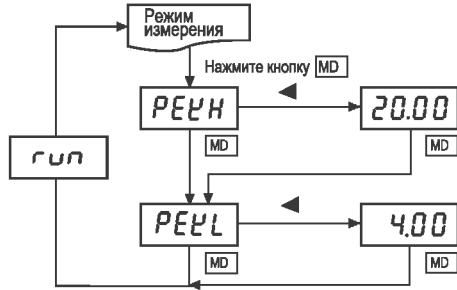 Режим
измерения
Нажмите кнопку MD
PEYH
20.00
MD
MD
run
PEYL
4.00
MD
MD